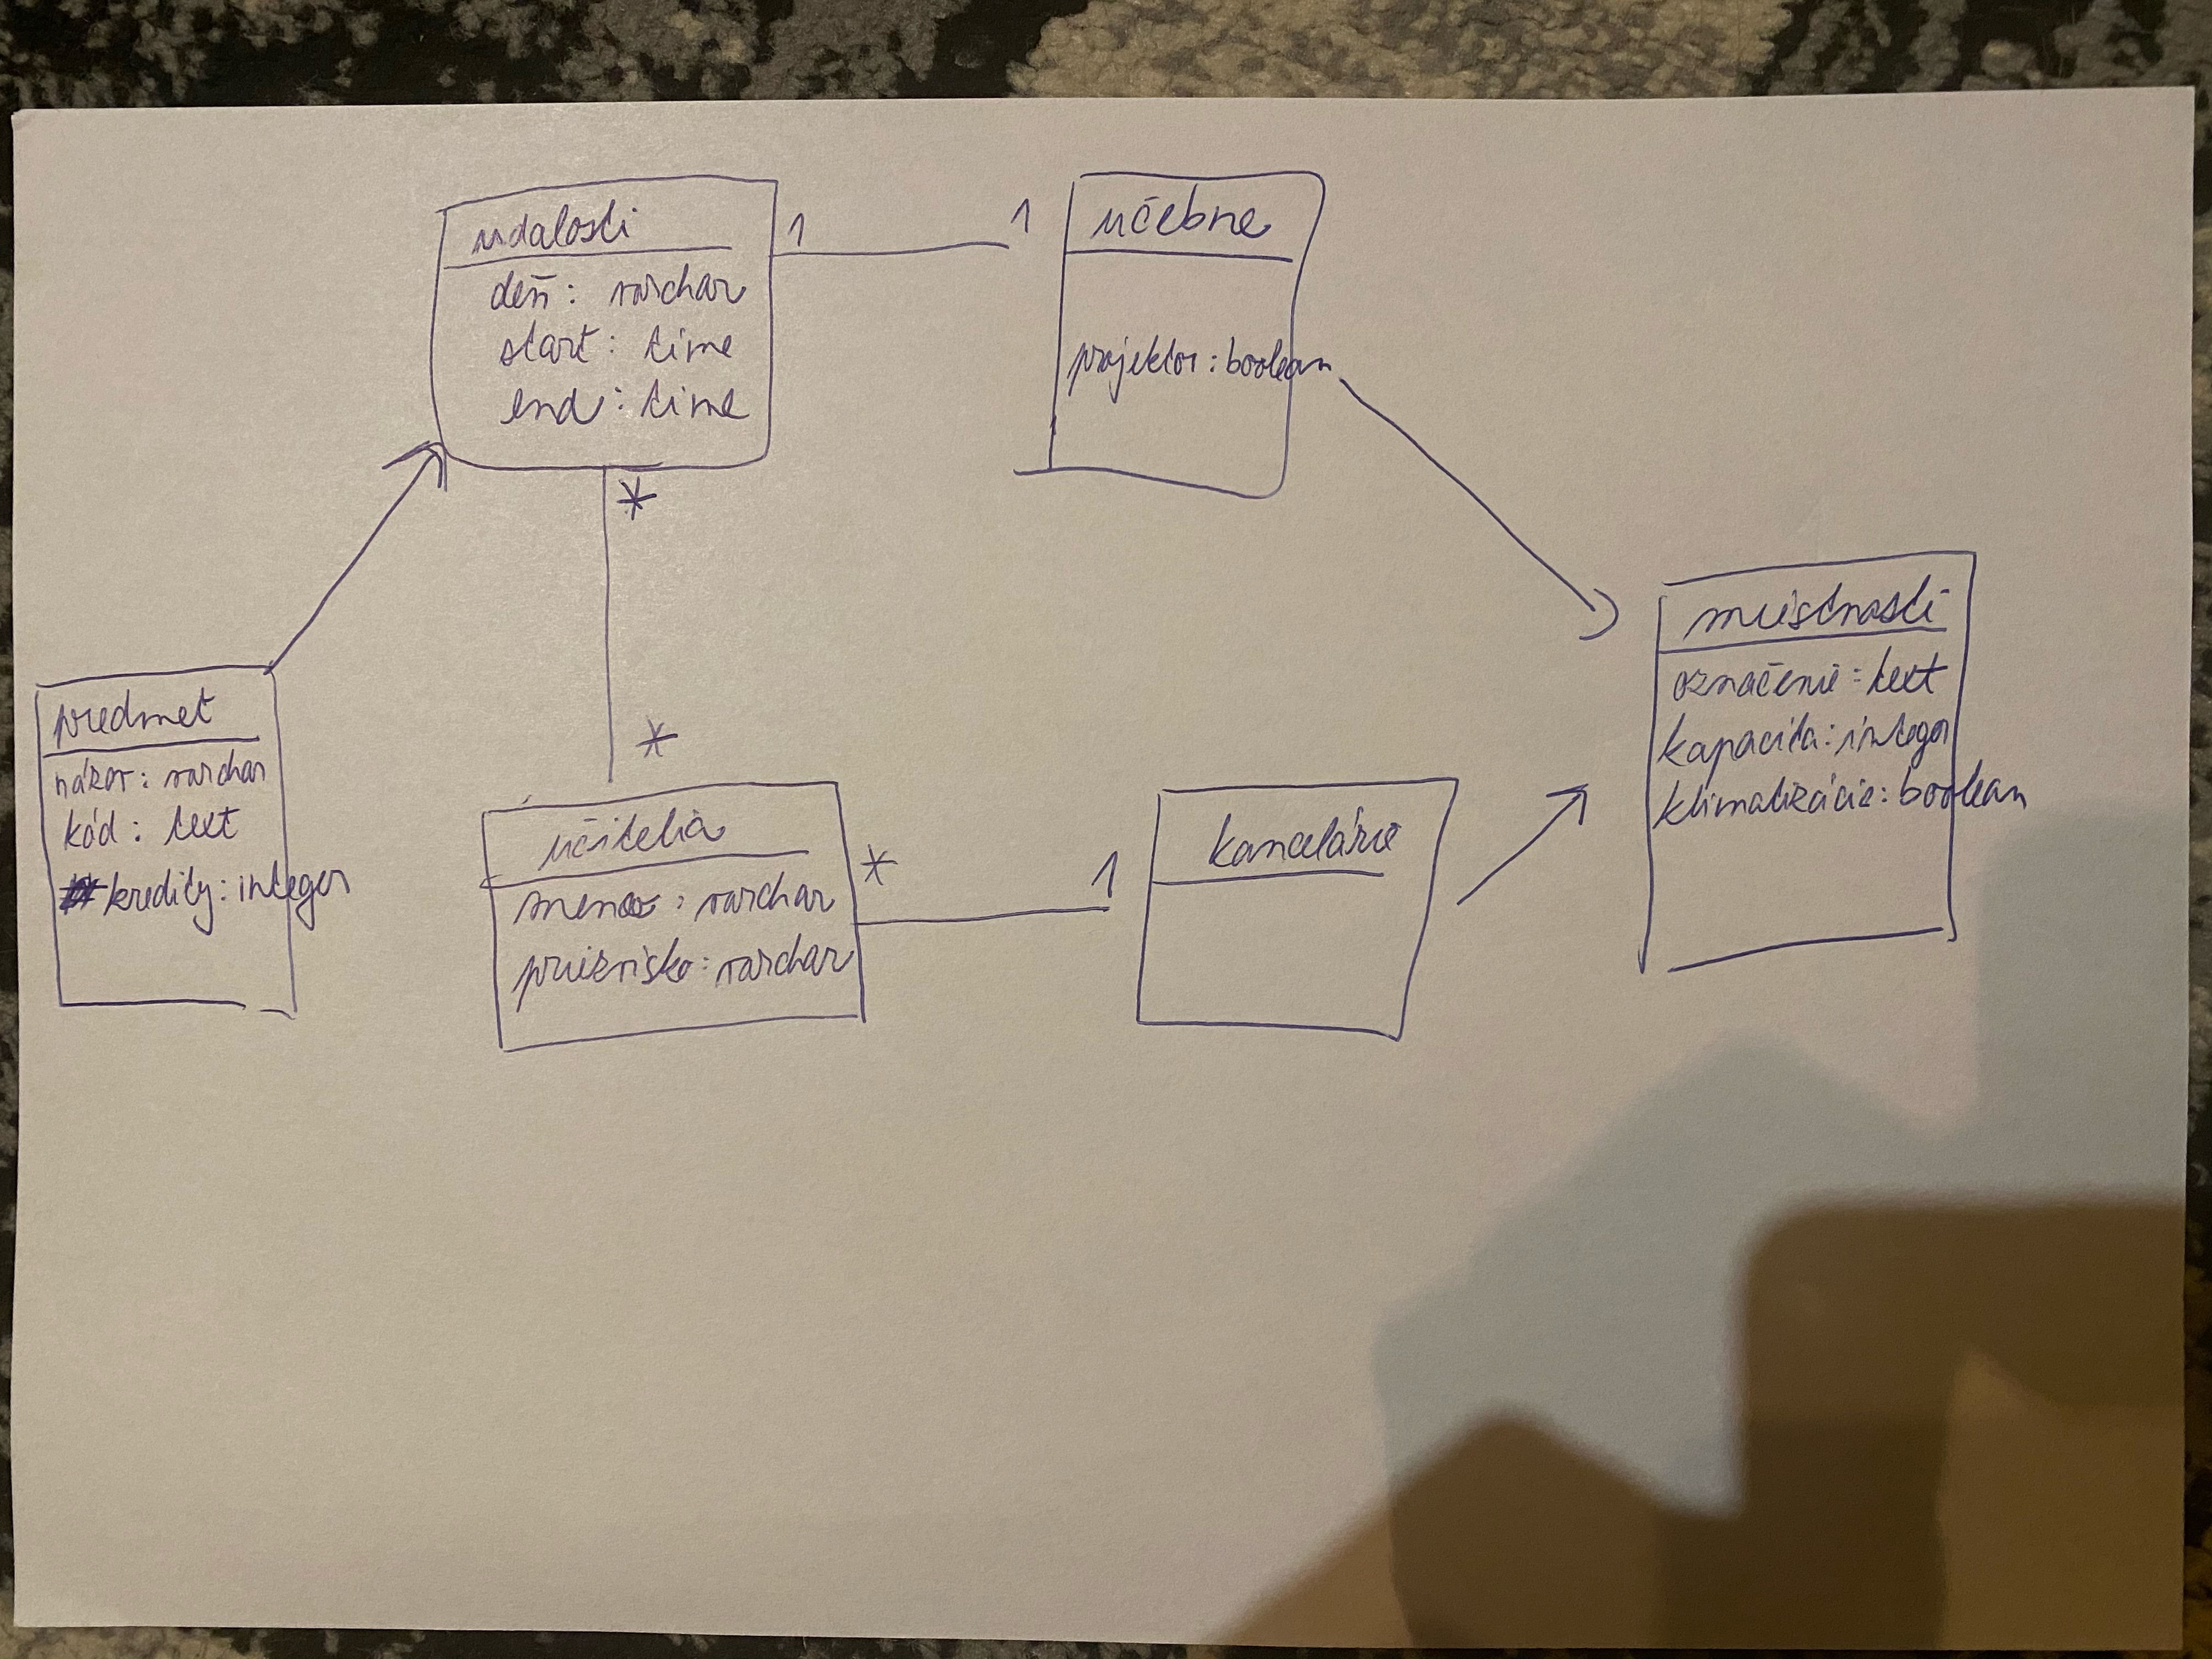 predmet
názov : varchar
kód : text
kredity : integer
udalosti
deň : varchar
start : time
end : time
1
1
*
*
učitelia
meno : varchar
priezvisko : varchar
*
1
učebne
projektor : boolean
kancelárie
miestnosti
označenie : text
kapacita : integer
klimatizácia : boolean